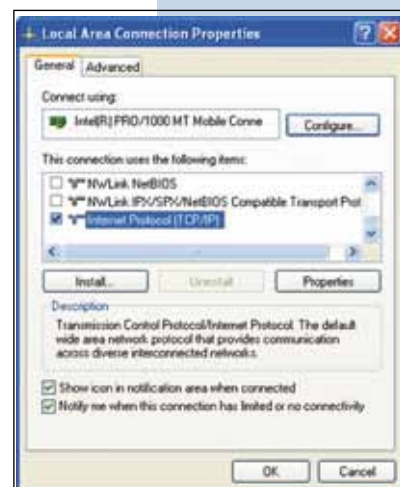 Local Area Connection Properties
General Advanced
Connect using:
Intel(R) PRO/1000 MT Mobile Conne
Configure...
This connection uses the following items:
NWLink NetBIOS
NWLink IPX/SPX/NetBIOS Compatible Transport Prot
Internet Protocol (TCP/IP)
Install... Uninstall Properties
Description
Transmission Control Protocol/Internet Protocol. The default
wide area network protocol that provides communication
across diverse interconnected networks.
Show icon in notification area when connected
Notify me when this connection has limited or no connectivity
OK Cancel